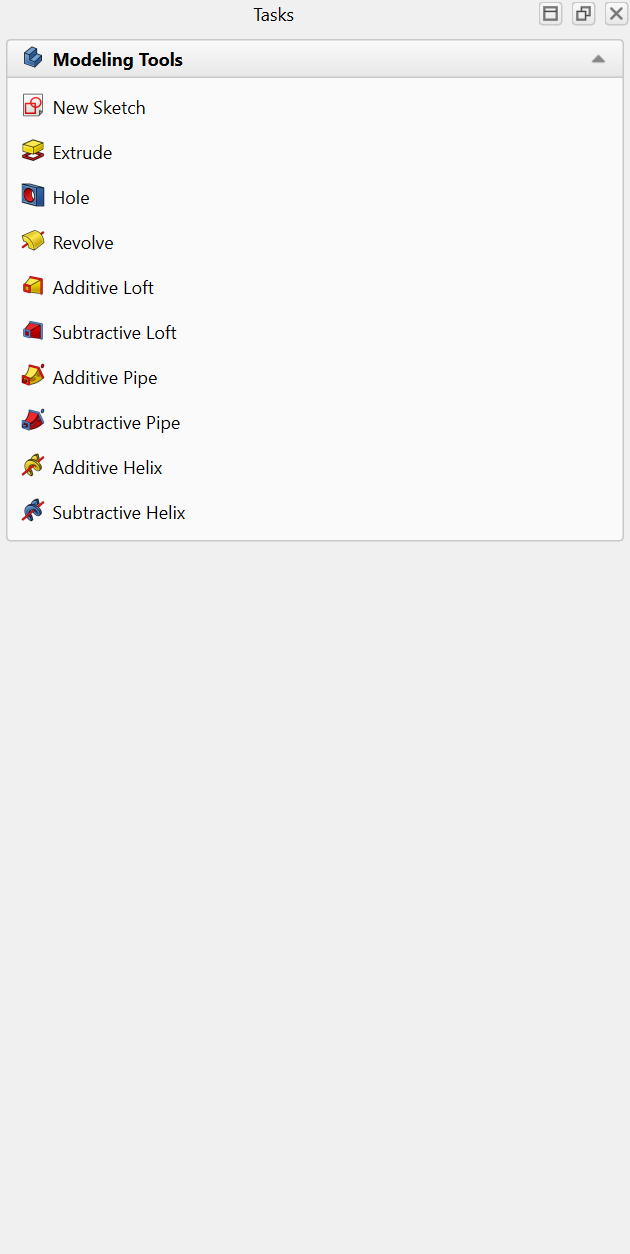 Tasks
Modeling Tools
New Sketch
Extrude
Hole
Revolve
Additive Loft
Subtractive Loft
Additive Pipe
Subtractive Pipe
Additive Helix
Subtractive Helix